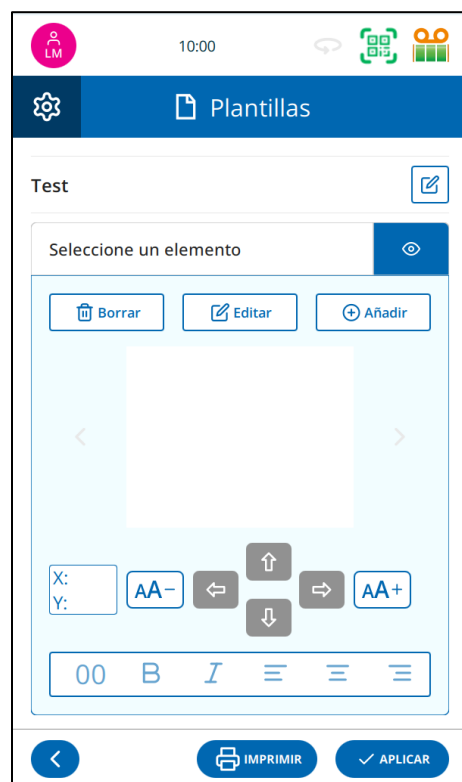 LM
10:00
Plantillas
Test
Seleccione un elemento
Borrar
Editar
Añadir
X:
Y:
AA-
AA+
00
B
I
IMPRIMIR
APLICAR